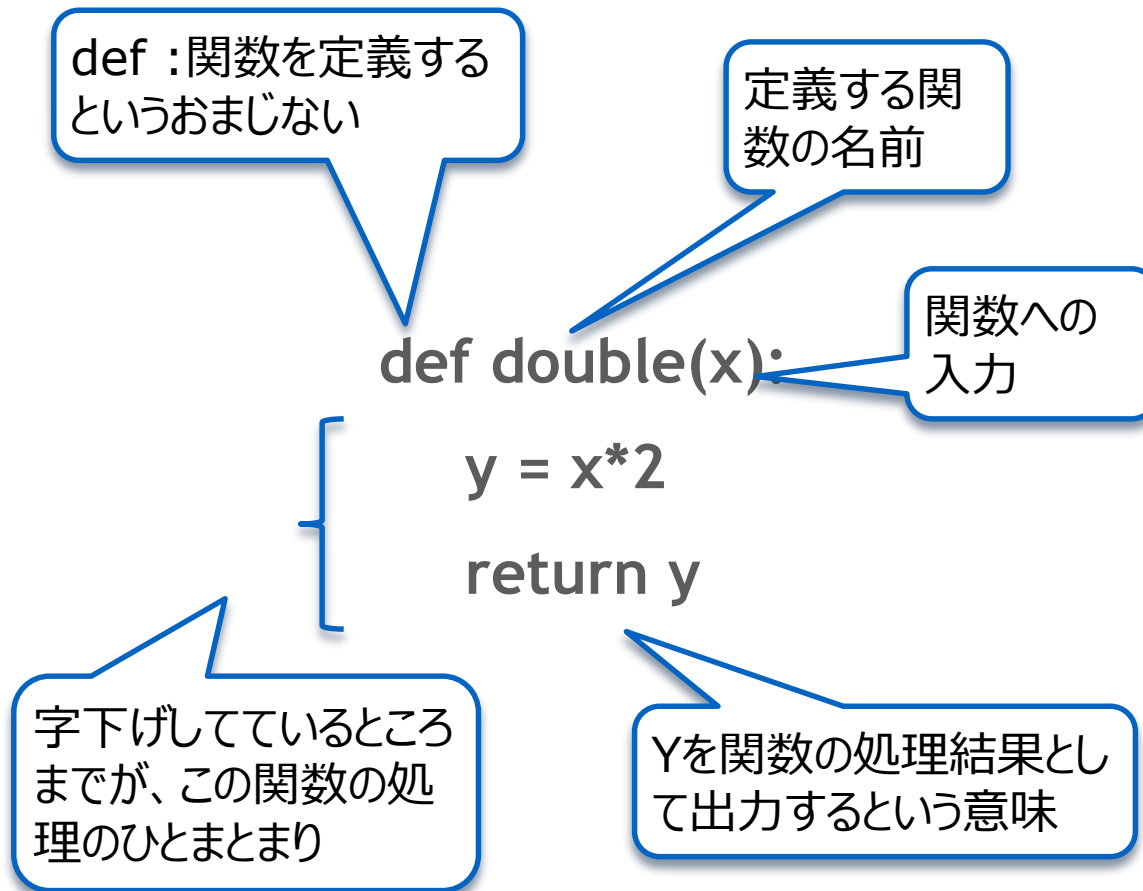 def :関数を定義する
というおまじない
定義する関
数の名前
関数への
入力
def double(x):
y = x*2
return y
字下げしてているところ
までが、この関数の処
理のひとまとまり
Yを関数の処理結果とし
て出力するという意味